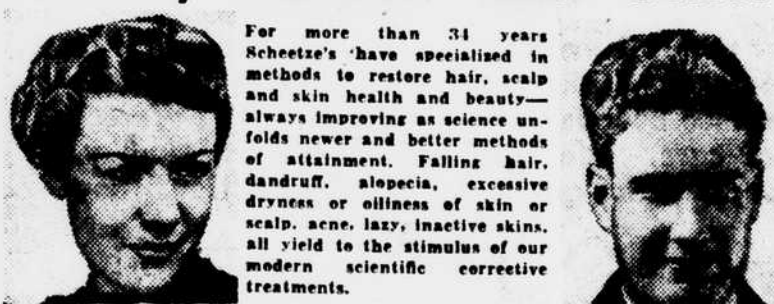 For more than 34 years
Scheetze's have specialized in
methods to restore hair, scalp
and skin health and beauty—
always improving as science un-
folds newer and better methods
of attainment. Falling hair,
dandruff, alopecia, excessive
dryness or oiliness of skin or
scalp, acne, lazy, inactive skins,
all yield to the stimulus of our
modern scientific corrective
treatments.